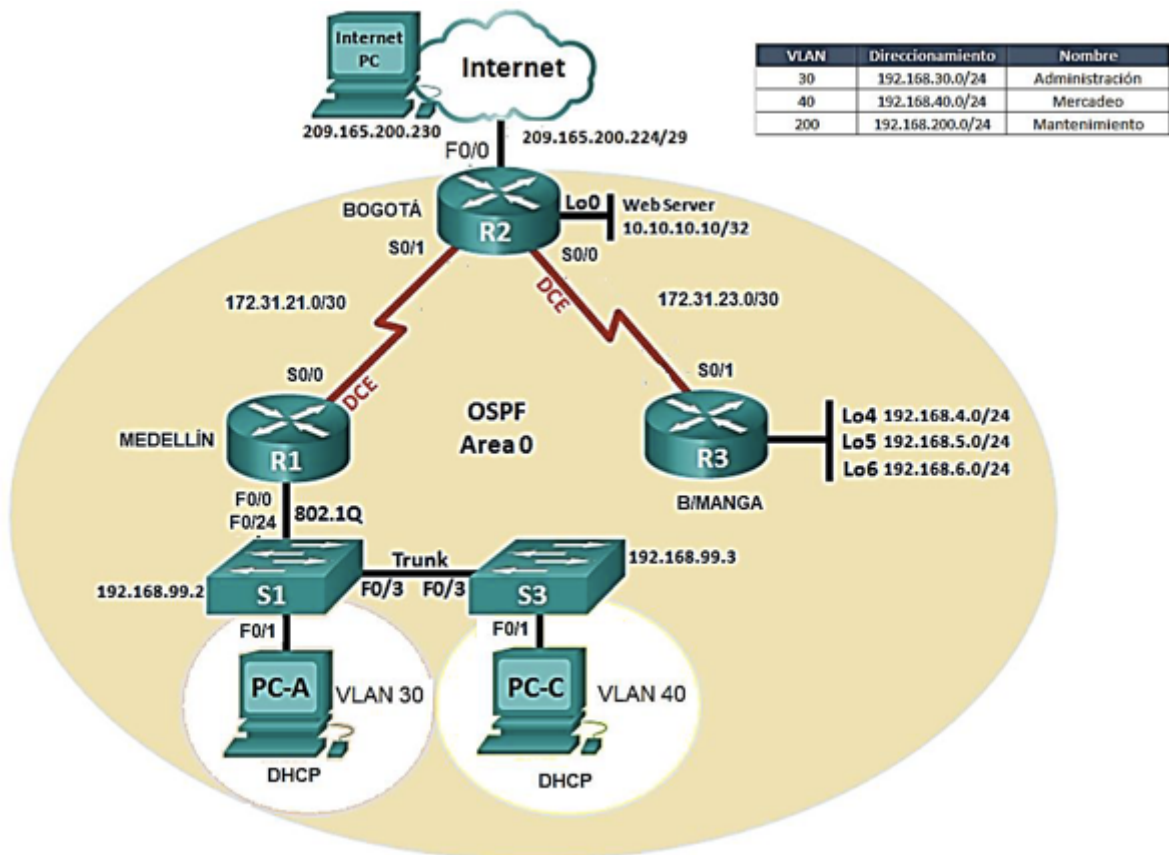 Internet
PC
Internet
209.165.200.230
209.165.200.224/29
F0/0
VLAN Direccionamiento Nombre
30 192.168.30.0/24 Administración
40 192.168.40.0/24 Mercadeo
200 192.168.200.0/24 Mantenimiento
BOGOTÁ
R2
Lo0
Web Server
10.10.10.10/32
S0/1
S0/0
DCE
172.31.21.0/30
172.31.23.0/30
S0/0
DCE
S0/1
OSPF
Area 0
MEDELLÍN
R1
R3
B/MANGA
Lo4 192.168.4.0/24
Lo5 192.168.5.0/24
Lo6 192.168.6.0/24
F0/0
F0/24
802.1Q
192.168.99.2
S1
Trunk
F0/3 F0/3
S3
192.168.99.3
F0/1
F0/1
PC-A
VLAN 30
DHCP
PC-C
VLAN 40
DHCP